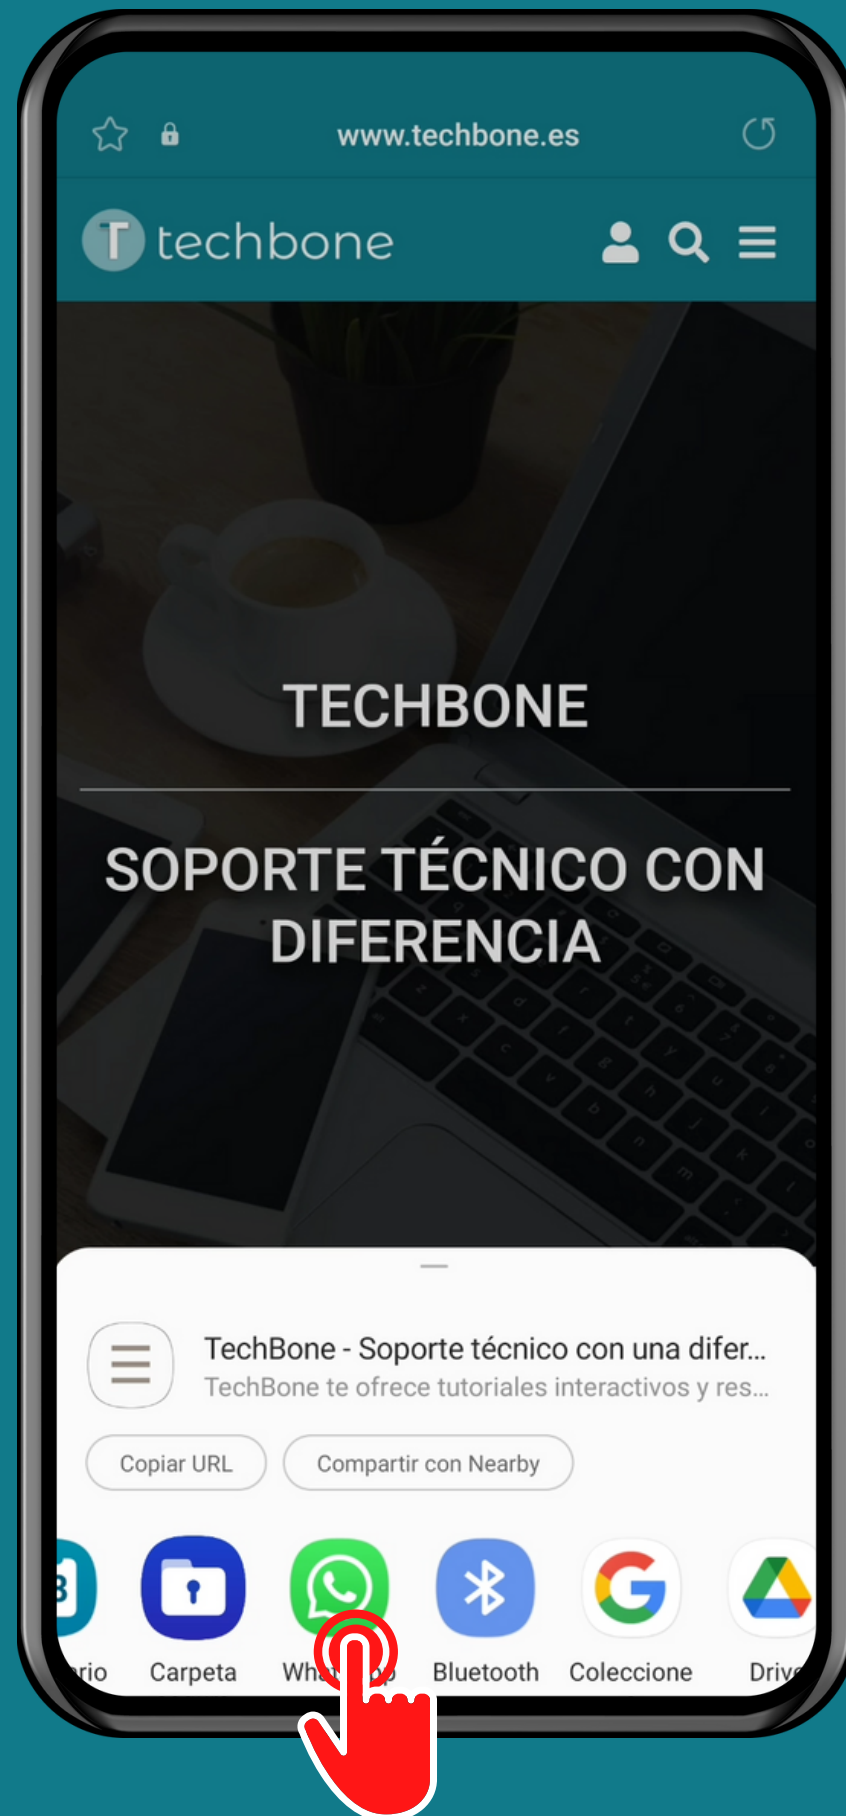 www.techbone.es
T techbone
TECHBONE
SOPORTE TÉCNICO CON
DIFERENCIA
TechBone - Soporte técnico con una difer...
TechBone te ofrece tutoriales interactivos y res...
Copiar URL
Compartir con Nearby
Carpeta
Bluetooth
Coleccione
Drive